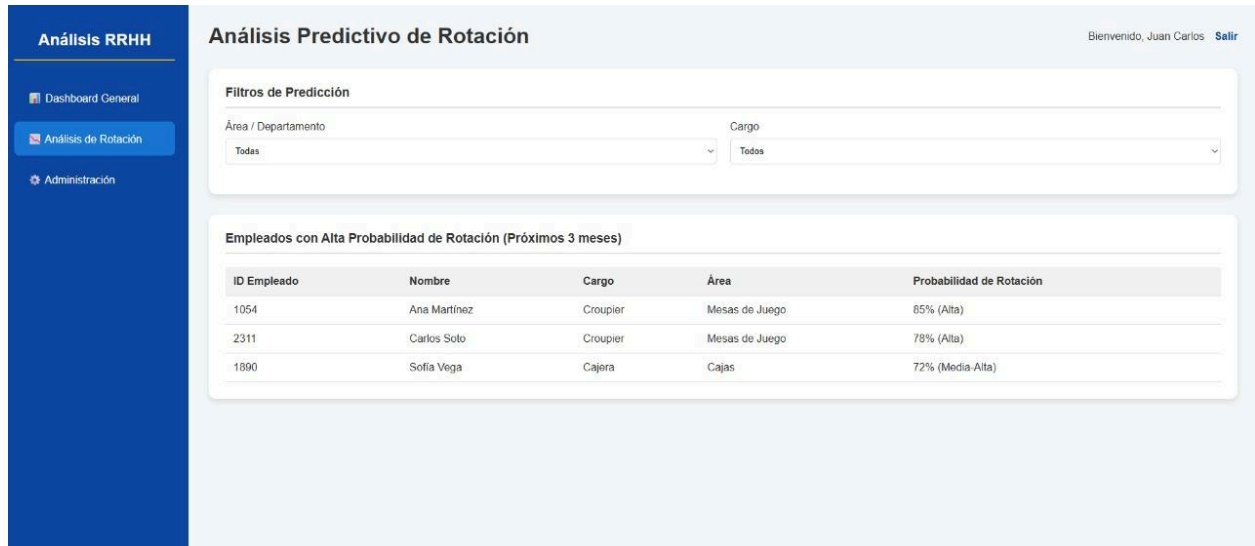 Análisis RRHH
Dashboard General
Análisis de Rotación
Administración
Análisis Predictivo de Rotación
Bienvenido, Juan Carlos Salir
Filtros de Predicción
Área / Departamento Cargo
Todas Todos
Empleados con Alta Probabilidad de Rotación (Próximos 3 meses)
ID Empleado Nombre Cargo Área Probabilidad de Rotación
1054 Ana Martínez Croupier Mesas de Juego 85% (Alta)
2311 Carlos Soto Croupier Mesas de Juego 78% (Alta)
1890 Sofía Vega Cajera Cajas 72% (Media-Alta)